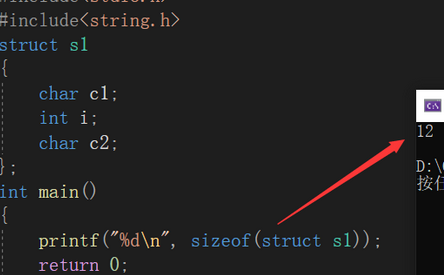 #include<stdio.h>
#include<string.h>
struct s1
{
char c1;
int i;
char c2;
};
int main()
{
printf("%d\n", sizeof(struct s1));
return 0;
C:\
12
D:\
按任